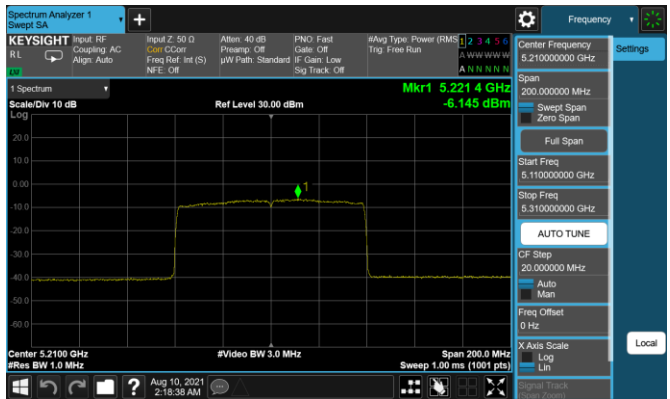 Spectrum Analyzer 1
Swept SA
Frequency
KEYSIGHT
RL
Input: RF
Coupling: AC
Align: Auto
Input Z: 50 Ω
Corr CCorr
Freq Ref: Int (S)
NFE: Off
Atten: 40 dB
Preamp: Off
µW Path: Standard
PNO: Fast
Gate: Off
IF Gain: Low
Sig Track: Off
#Avg Type: Power (RMS
Trig: Free Run
1 2 3 4 5 6
A W W W W W
A N N N N N
1 Spectrum
Scale/Div 10 dB
Log
Ref Level 30.00 dBm
Mkr1 5.221 4 GHz
-6.145 dBm
20.0
10.0
0.00
-10.0
-20.0
-30.0
-40.0
-50.0
-60.0
1
Center 5.2100 GHz
#Res BW 1.0 MHz
#Video BW 3.0 MHz
Span 200.0 MHz
Sweep 1.00 ms (1001 pts)
Center Frequency
5.210000000 GHz
Settings
Span
200.000000 MHz
Swept Span
Zero Span
Full Span
Start Freq
5.110000000 GHz
Stop Freq
5.310000000 GHz
AUTO TUNE
CF Step
20.000000 MHz
Auto
Man
Freq Offset
0 Hz
X Axis Scale
Log
Lin
Local
Signal Track
(Span Zoom)
?
Aug 10, 2021
2:18:38 AM